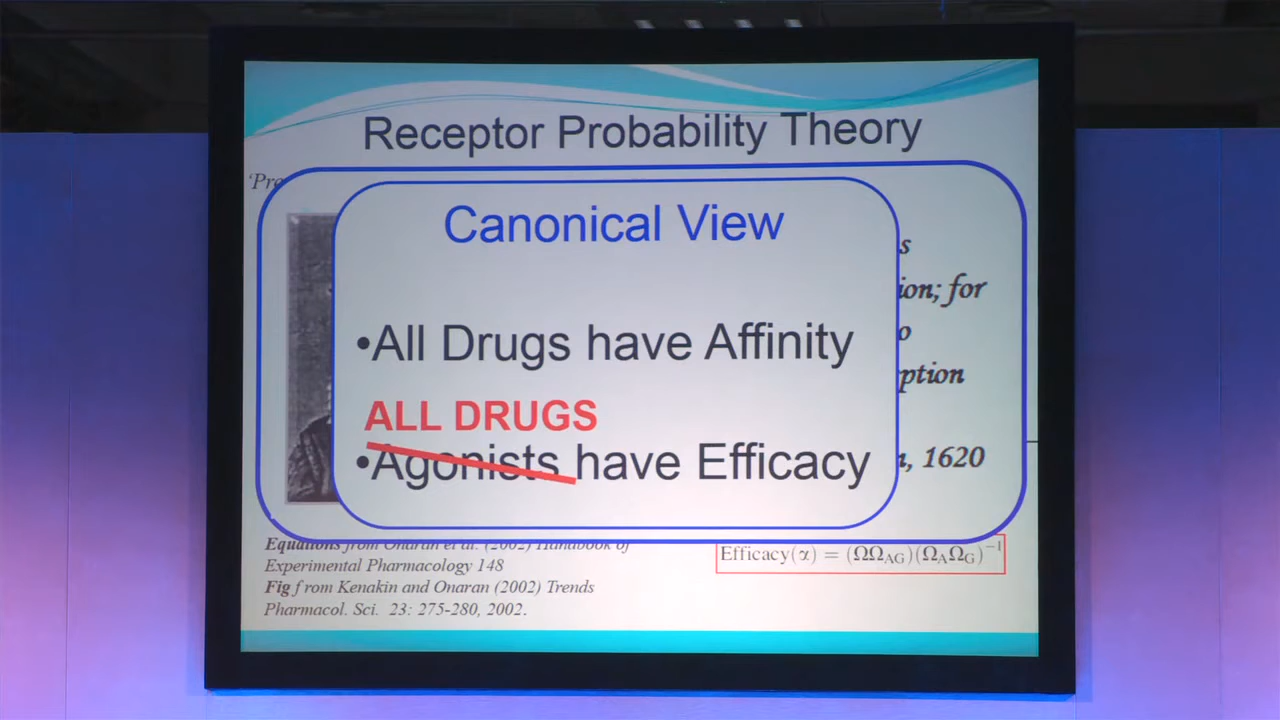 Receptor Probability Theory
Canonical View
s
ion; for
•All Drugs have Affinity
o
ption
ALL DRUGS
•Agonists have Efficacy
, 1620
Equations from Onaran et al. (2002) Handbook of
Experimental Pharmacology 148
Fig from Kenakin and Onaran (2002) Trends
Pharmacol. Sci. 23: 275-280, 2002.
Efficacy(α) = (ΩΩ_AG)(Ω_AΩ_G)⁻¹